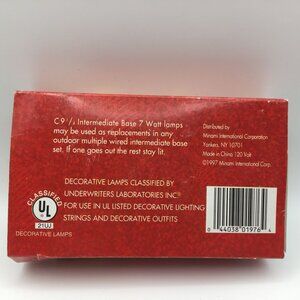 C9 1/4 Intermediate Base 7 Watt lamps
may be used as replacements in any
outdoor multiple wired intermediate base
set. If one goes out the rest stay lit.
Distributed by
Minami International Corporation
Yonkers, NY 10701
Made in China 120 Volt
©1997 Minami International Corp.
DECORATIVE LAMPS CLASSIFIED BY
UNDERWRITERS LABORATORIES INC®
FOR USE IN UL LISTED DECORATIVE LIGHTING
STRINGS AND DECORATIVE OUTFITS
CLASSIFIED
UL
21UJ
DECORATIVE LAMPS
0 44038 01976 4